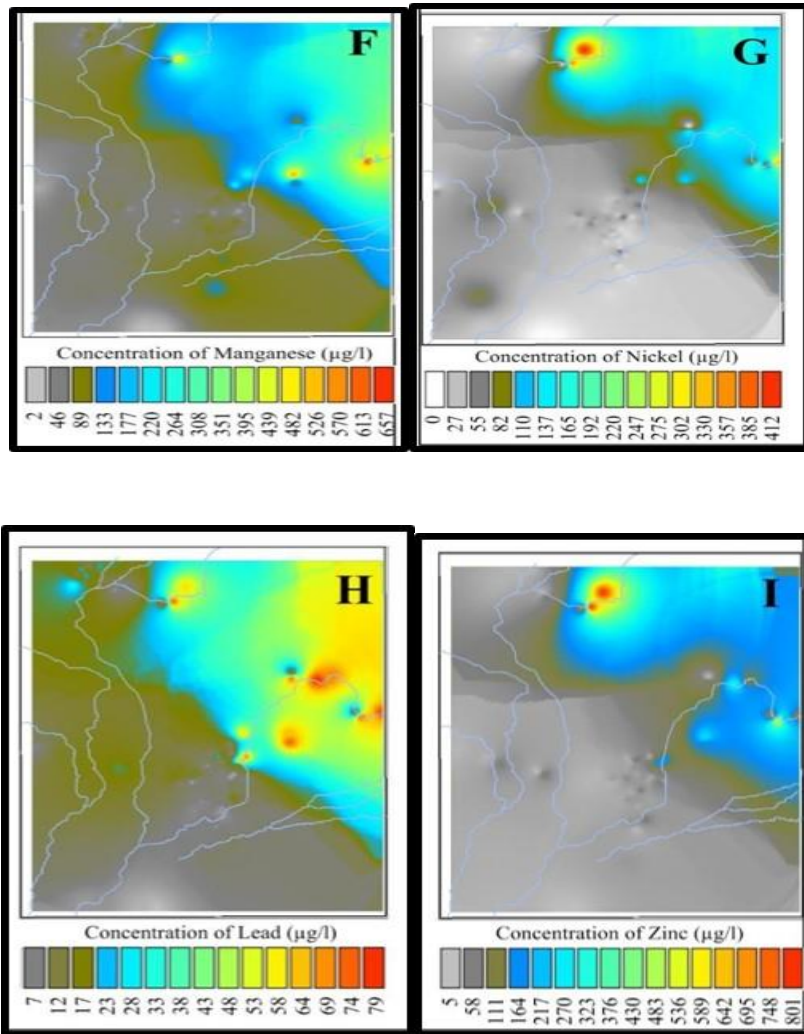 F
Concentration of Manganese (µg/l)
2 46 89 133 177 220 264 308 351 395 439 482 526 570 613 657
G
Concentration of Nickel (µg/l)
0 27 55 82 110 137 165 192 220 247 275 302 330 357 385 412
H
Concentration of Lead (µg/l)
7 12 17 23 28 33 38 43 48 53 58 64 69 74 79
I
Concentration of Zinc (µg/l)
5 58 111 164 217 270 323 376 430 483 536 589 642 695 748 801